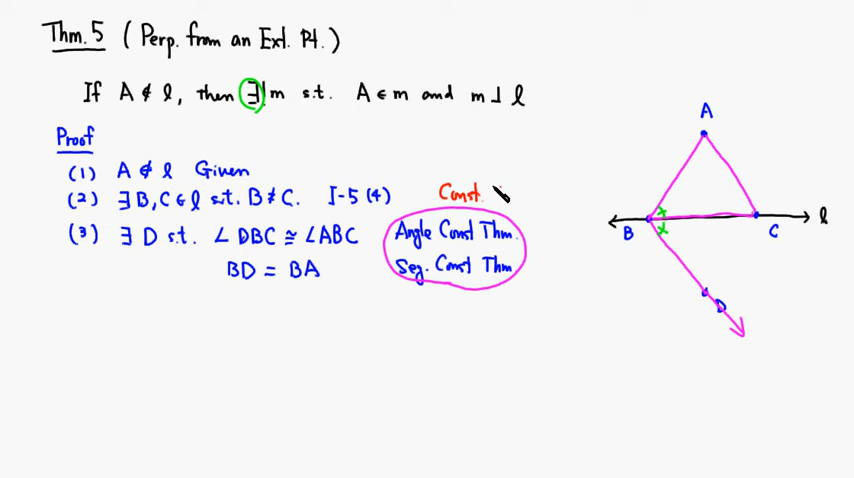 Thm. 5 ( Perp. from an Ext. Pt. )
If A ∉ l, then ∃! m s.t. A ∈ m and m ⊥ l
Proof
(1) A ∉ l Given
(2) ∃ B, C ∈ l s.t. B ≠ C. I-5 (4) Const.
(3) ∃ D s.t. ∠ DBC ≅ ∠ABC Angle Const Thm.
BD = BA Seg. Const Thm
A
B
C
l
D